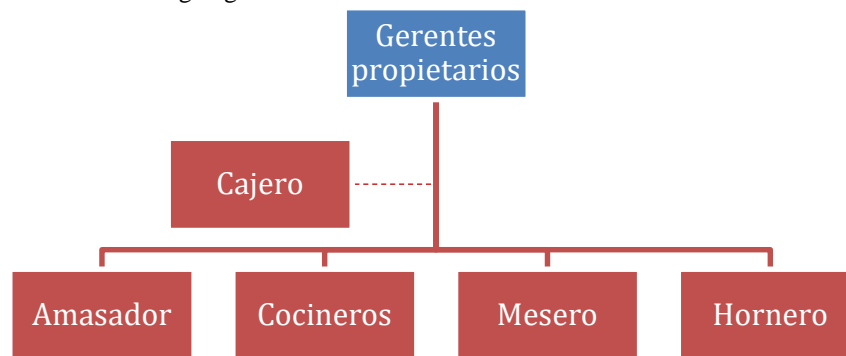 Gerentes
propietarios
Cajero
Amasador
Cocineros
Mesero
Hornero